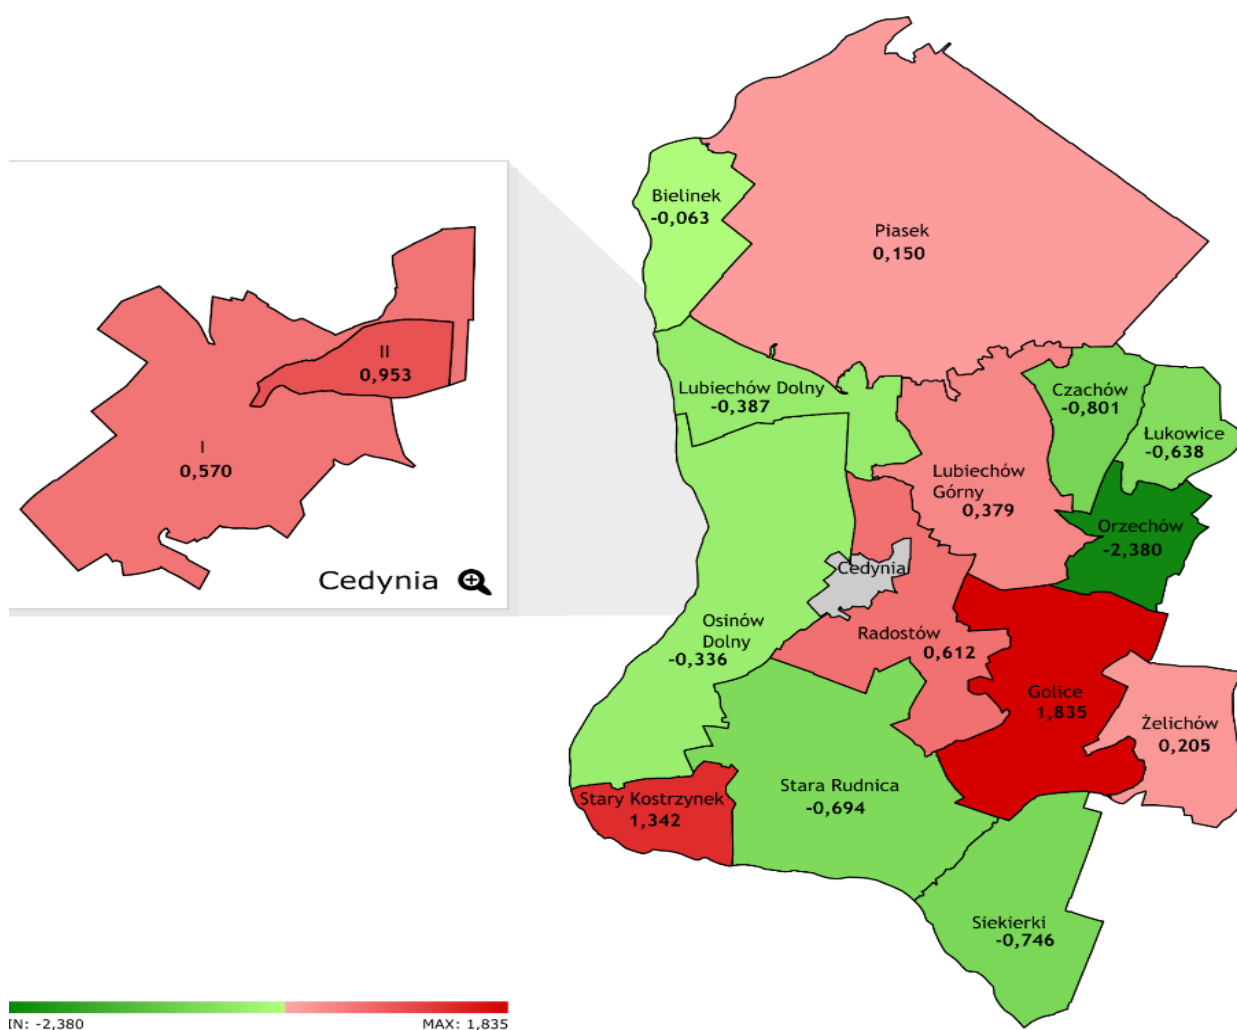 Bielinek
-0,063
Piasek
0,150
II
0,953
Lubiechów Dolny
-0,387
Czachów
-0,801
Łukowice
-0,638
I
0,570
Lubiechów
Górny
0,379
Orzechów
-2,380
Cedynia
Cedynia
Osinów
Dolny
-0,336
Radostów
0,612
Golice
1,835
Żelichów
0,205
Stary Kostrzynek
1,342
Stara Rudnica
-0,694
Siekierki
-0,746
IN: -2,380
MAX: 1,835